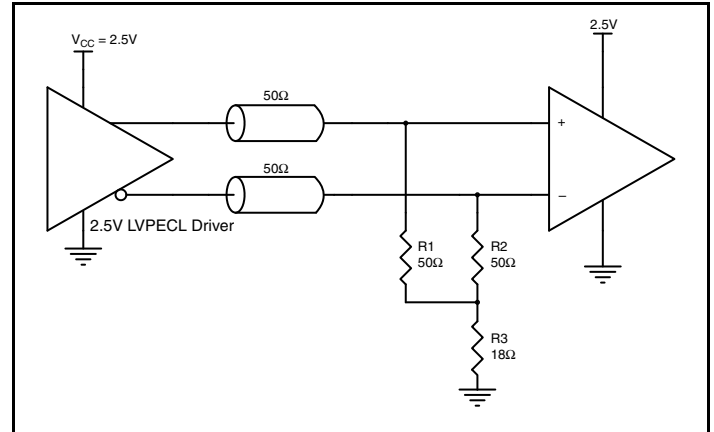 V_CC = 2.5V
2.5V
50Ω
+
50Ω
–
2.5V LVPECL Driver
R1
50Ω
R2
50Ω
R3
18Ω